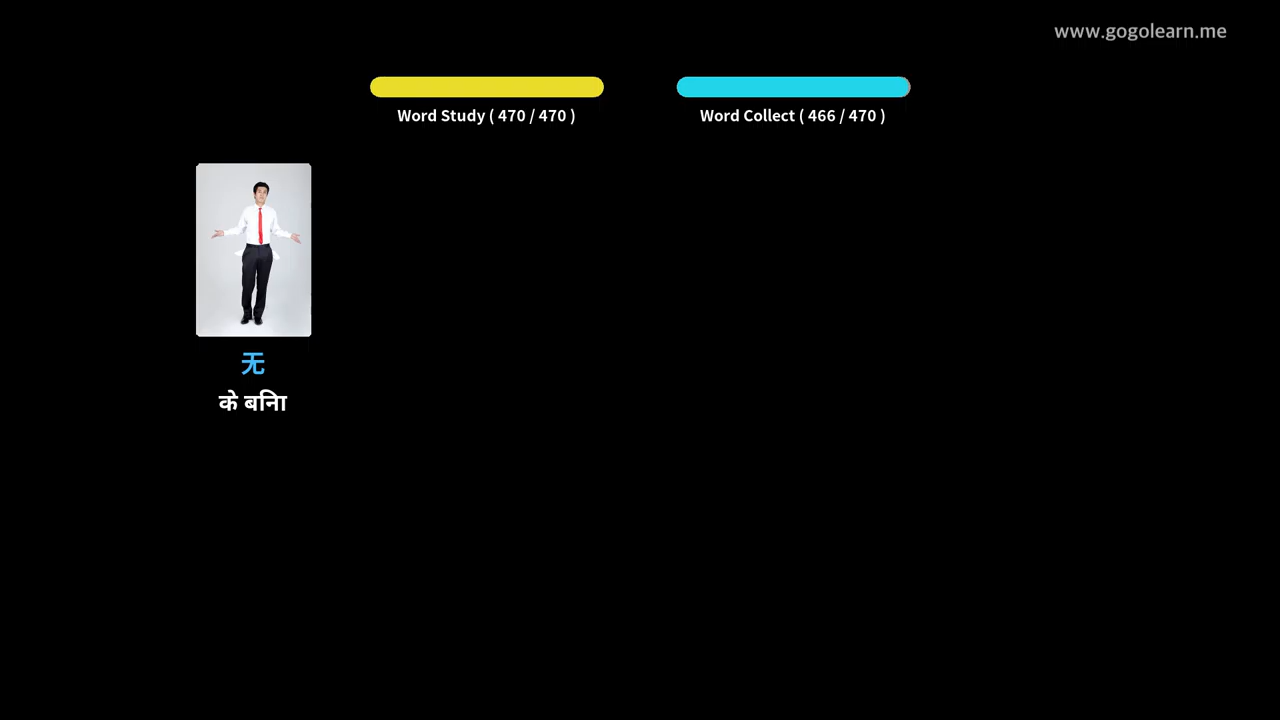 www.gogolearn.me
Word Study ( 470 / 470 )
Word Collect ( 466 / 470 )
无
के बिना